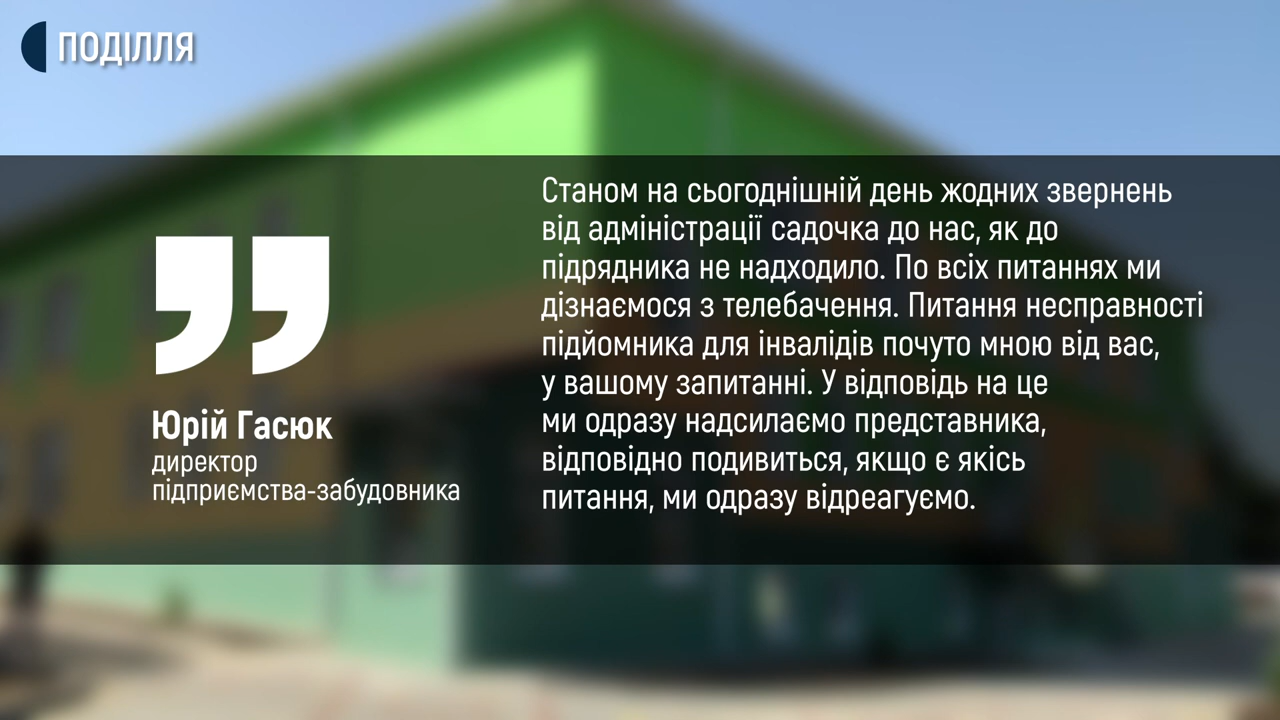 ПОДІЛЛЯ
Станом на сьогоднішній день жодних звернень
від адміністрації садочка до нас, як до
підрядника не надходило. По всіх питаннях ми
дізнаємося з телебачення. Питання несправності
підйомника для інвалідів почуто мною від вас,
у вашому запитанні. У відповідь на це
ми одразу надсилаємо представника,
відповідно подивиться, якщо є якісь
питання, ми одразу відреагуємо.
Юрій Гасюк
директор
підприємства-забудовника